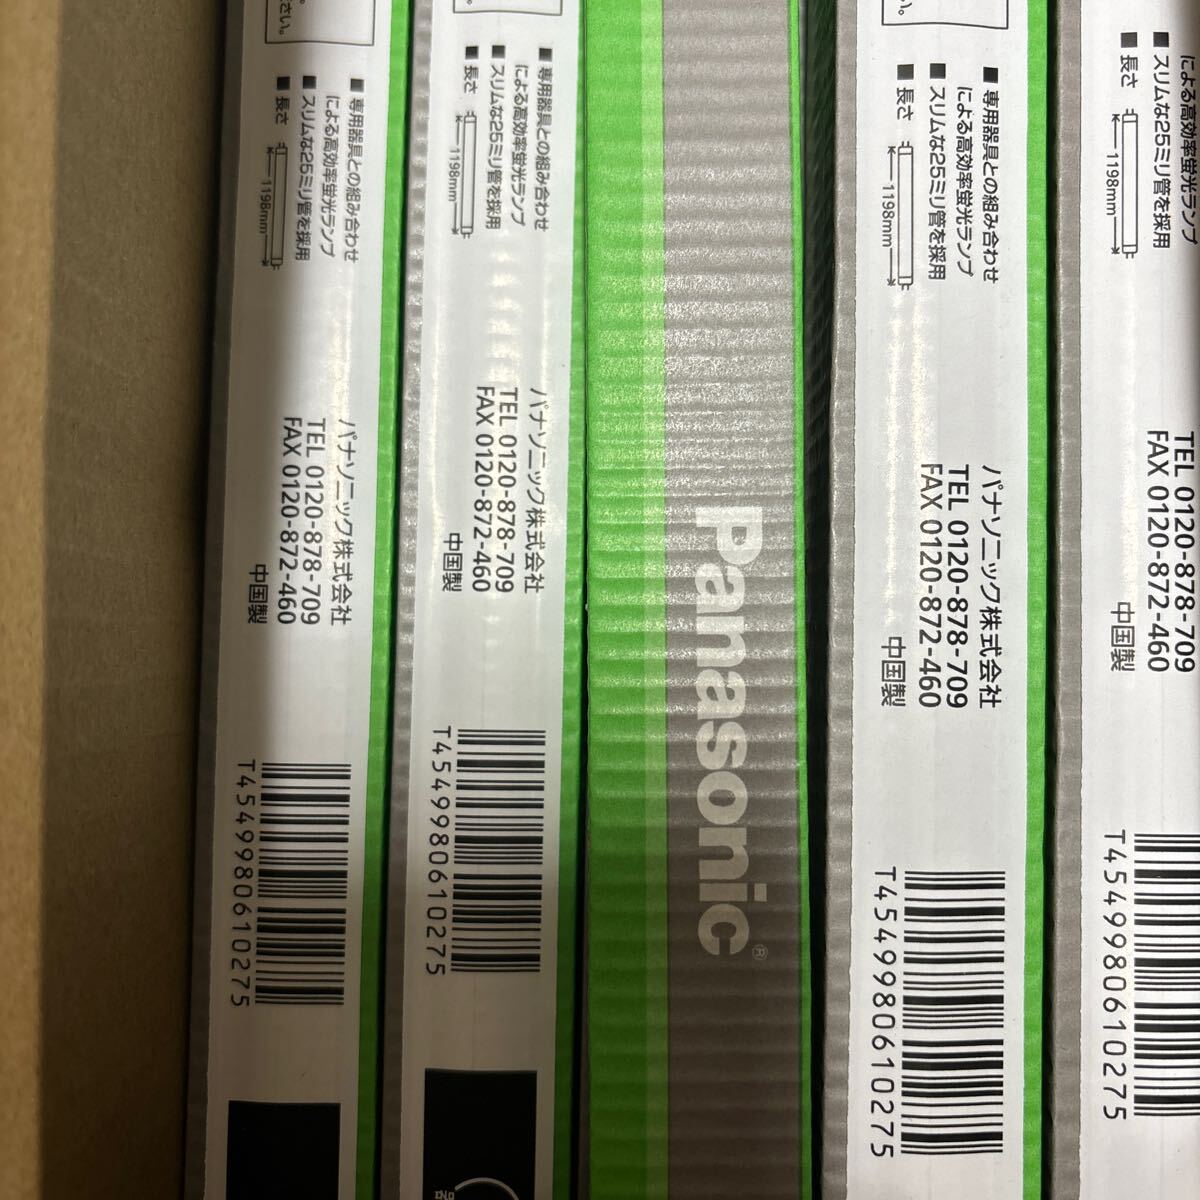 さい。
■専用器具との組み合わせ
による高効率蛍光ランプ
■スリムな25ミリ管を採用
■長さ
1198mm
パナソニック株式会社
TEL 0120-878-709
FAX 0120-872-460
中国製
T4549980610275
■専用器具との組み合わせ
による高効率蛍光ランプ
■スリムな25ミリ管を採用
■長さ
1198mm
パナソニック株式会社
TEL 0120-878-709
FAX 0120-872-460
中国製
T4549980610275
Panasonic®
■専用器具との組み合わせ
による高効率蛍光ランプ
■スリムな25ミリ管を採用
■長さ
1198mm
パナソニック株式会社
TEL 0120-878-709
FAX 0120-872-460
中国製
T4549980610275
による高効率蛍光ランプ
■スリムな25ミリ管を採用
■長さ
1198mm
TEL 0120-878-709
FAX 0120-872-460
中国製
T4549980610275